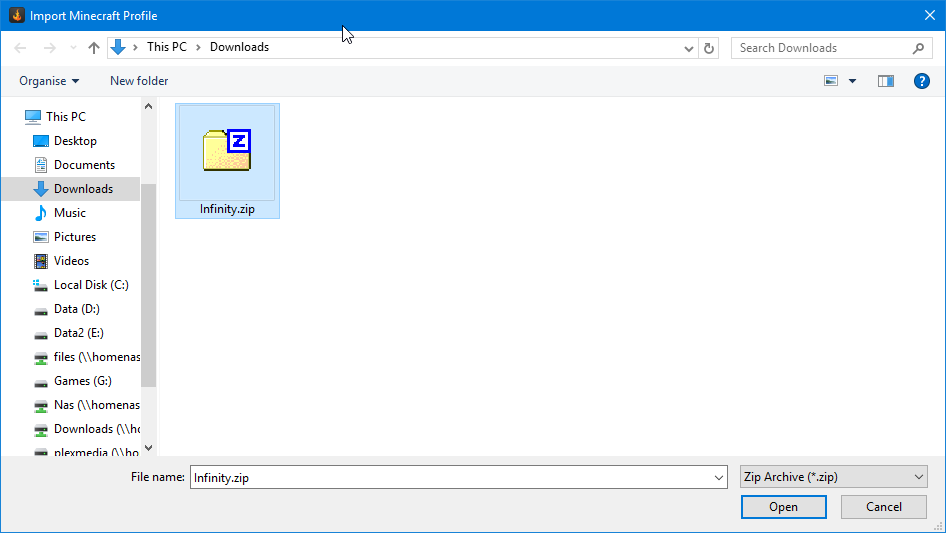 Import Minecraft Profile
This PC > Downloads
Search Downloads
Organise
New folder
This PC
Desktop
Documents
Downloads
Music
Pictures
Videos
Local Disk (C:)
Data (D:)
Data2 (E:)
files (\\homenas
Games (G:)
Nas (\\homenas
Downloads (\\ho
plexmedia (\\ho
Z
Infinity.zip
File name:
Infinity.zip
Zip Archive (*.zip)
Open
Cancel